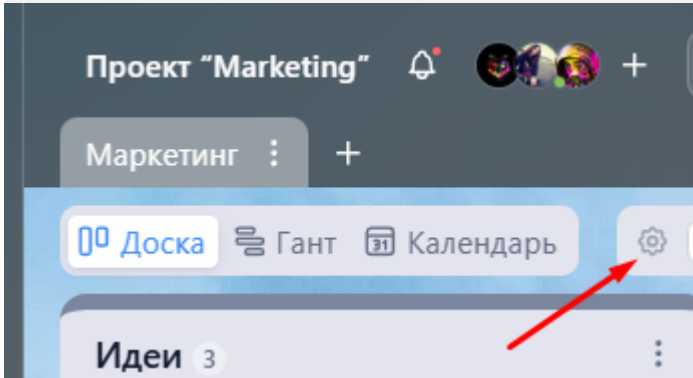 Проект “Marketing”
Маркетинг
Доска Гант 31 Календарь
Идеи 3